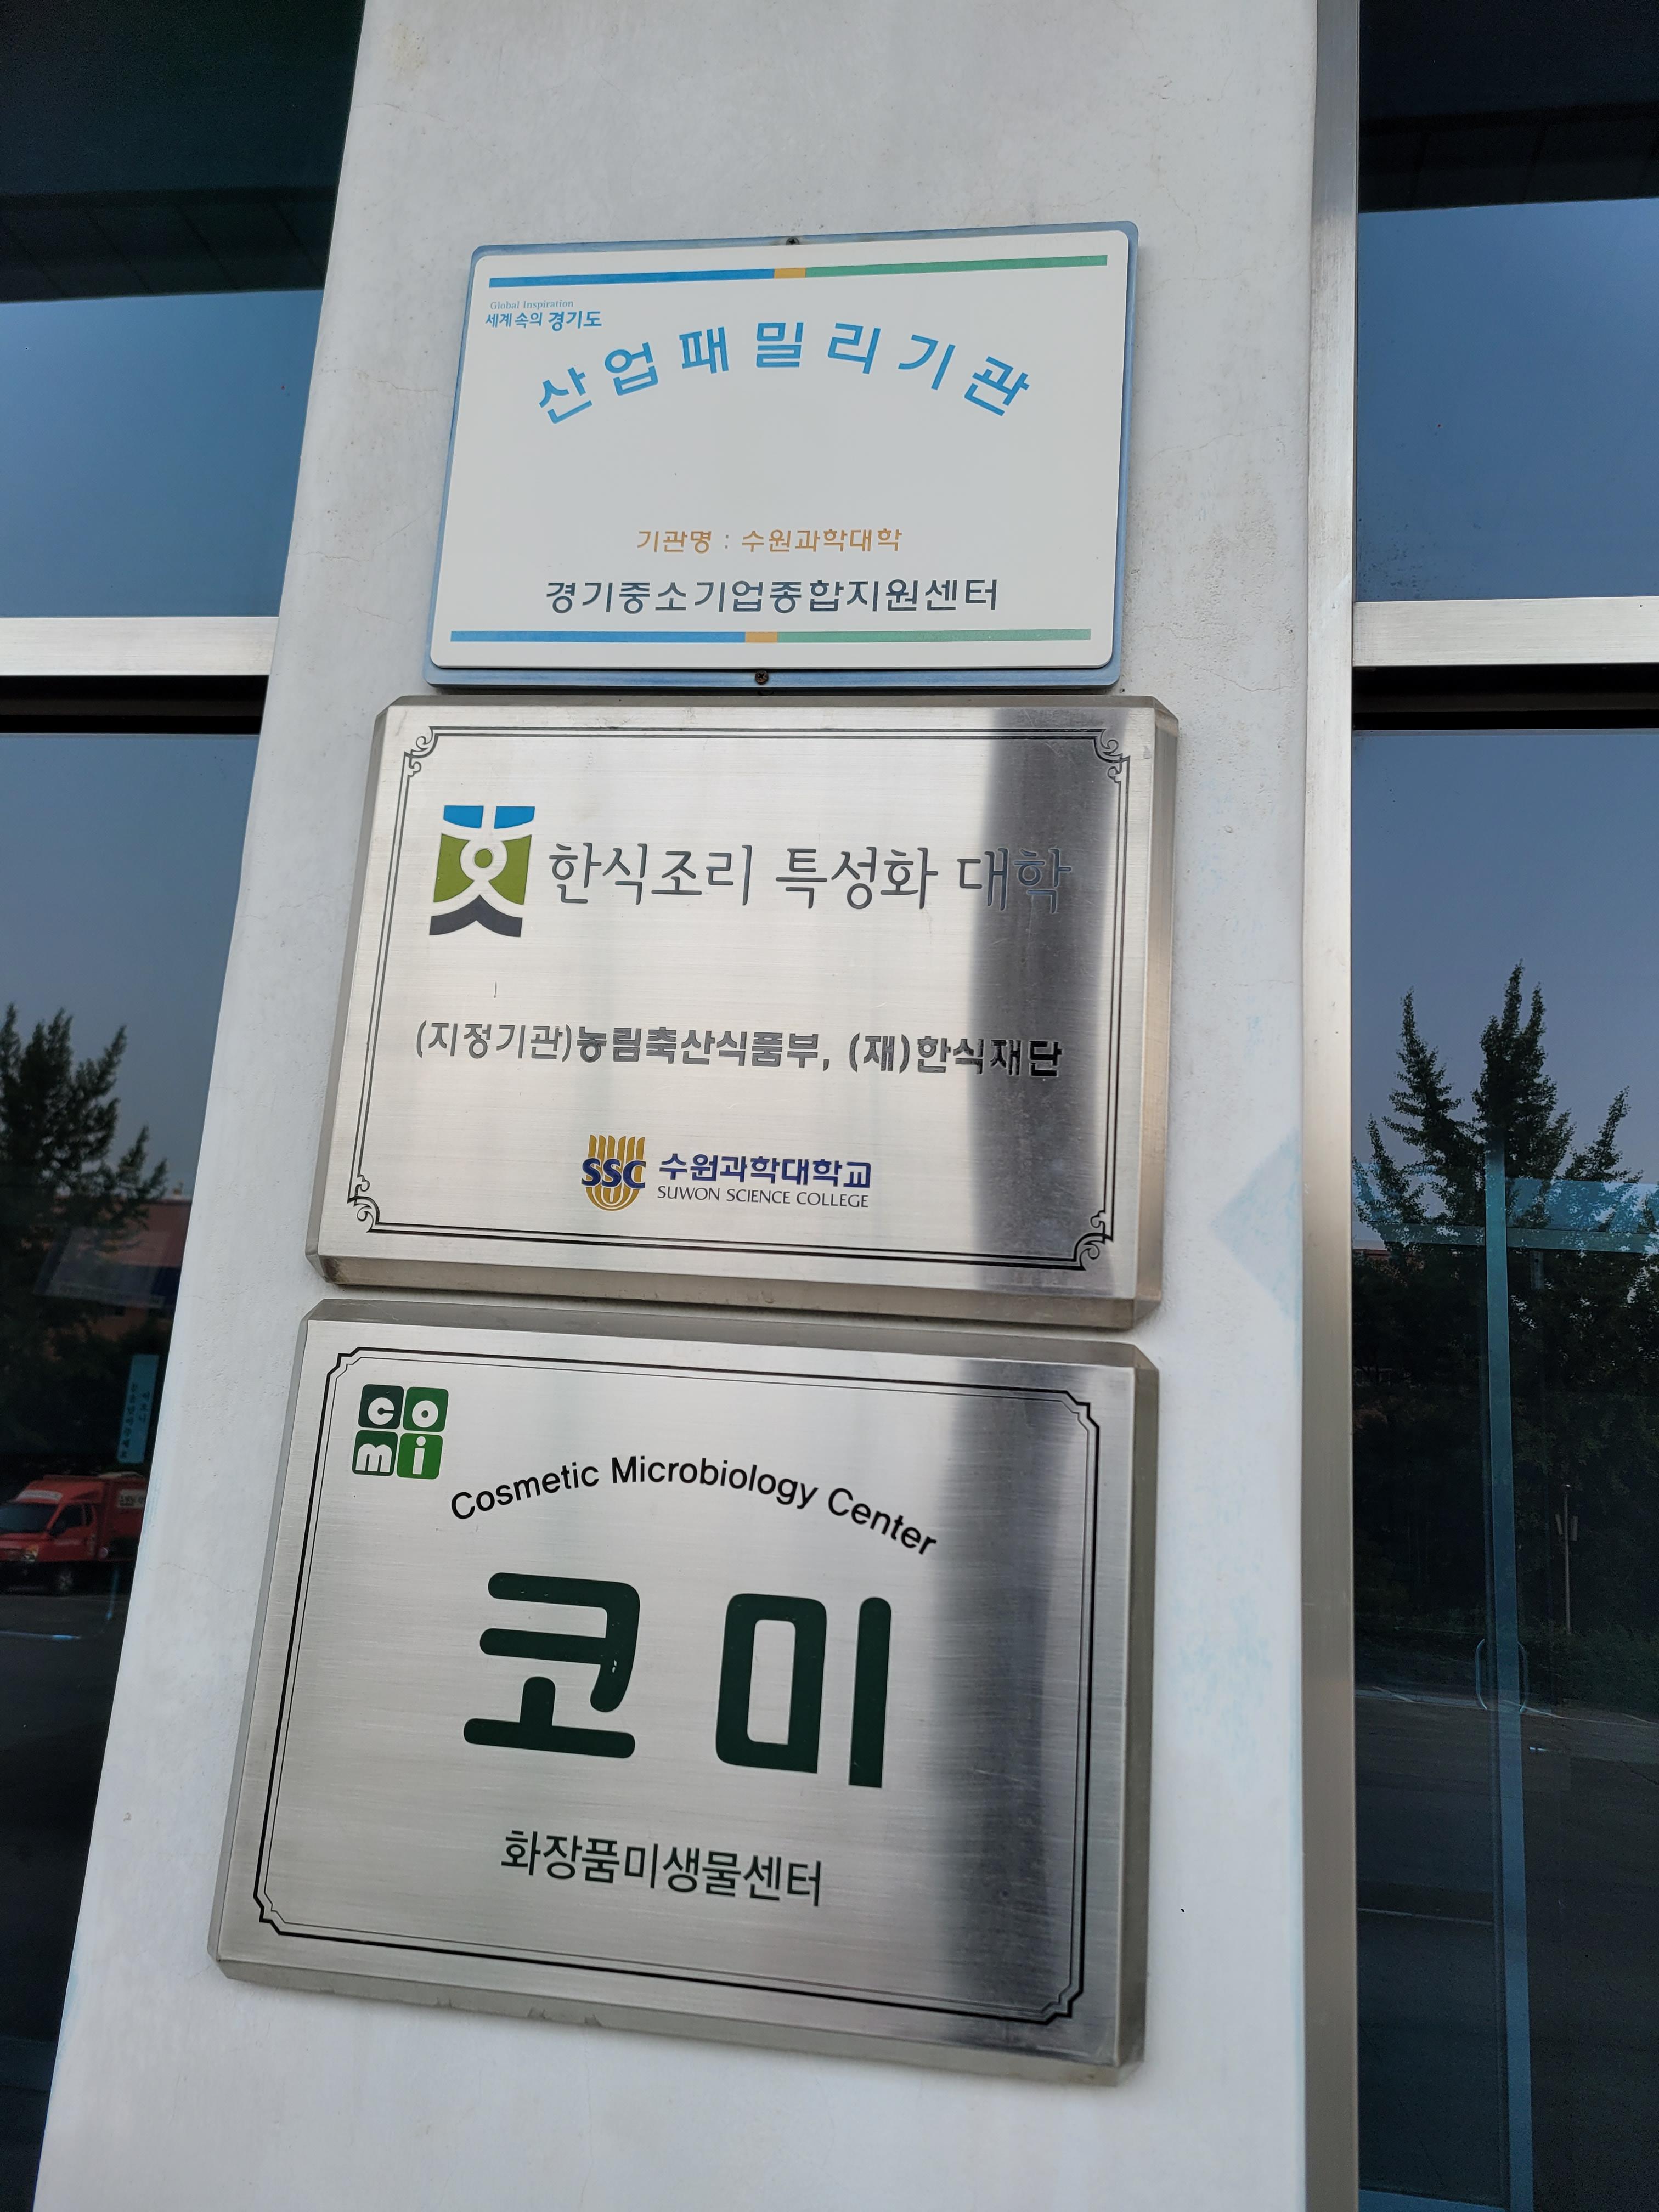 Global Inspiration
세계 속의 경기도
산업패밀리기관
기관명 : 수원과학대학
경기중소기업종합지원센터
한식조리 특성화 대학
(지정기관)농림축산식품부, (재)한식재단
SSC 수원과학대학교
SUWON SCIENCE COLLEGE
co
mi
Cosmetic Microbiology Center
코미
화장품미생물센터